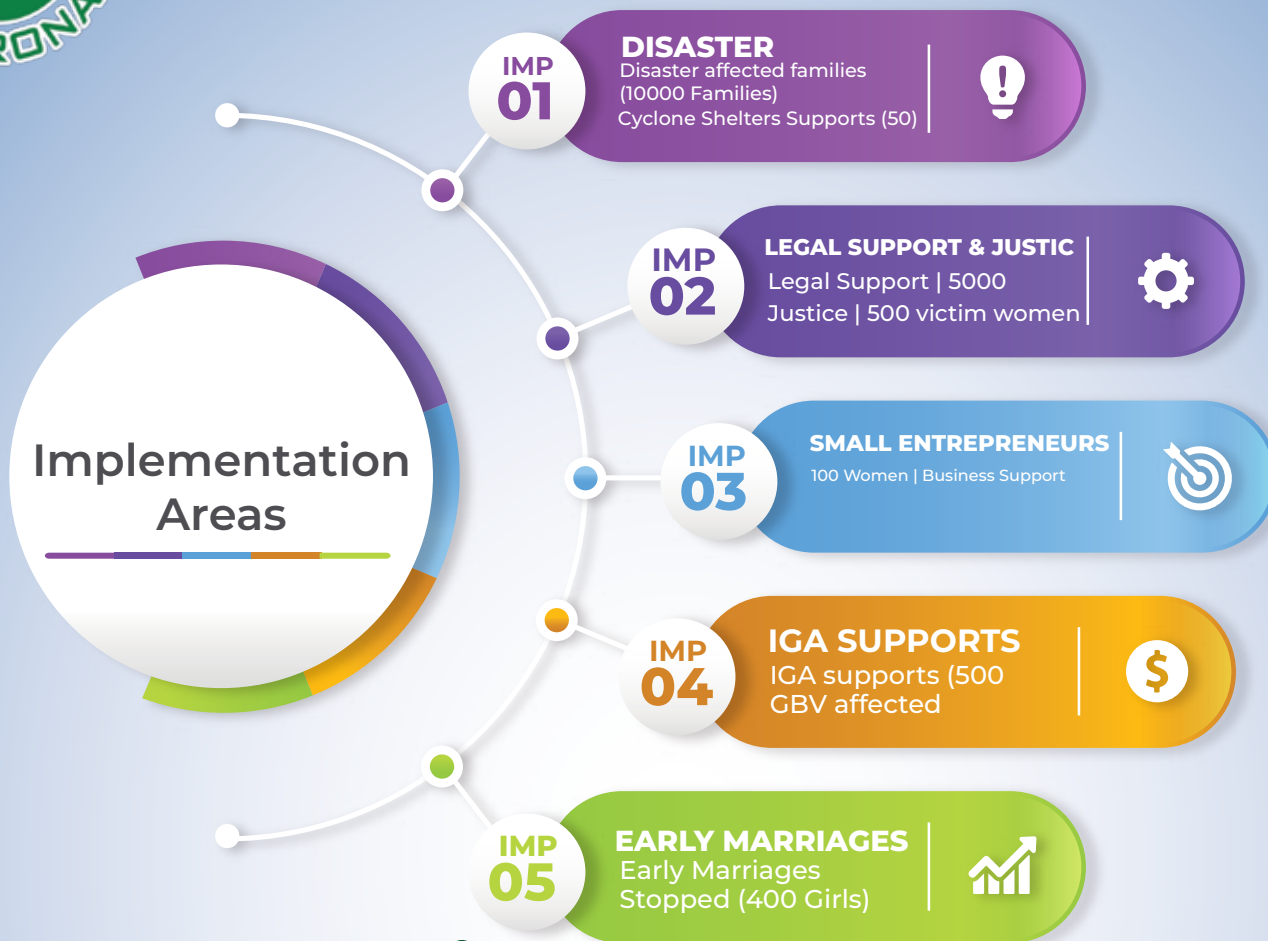 Implementation
Areas
IMP
01
DISASTER
Disaster affected families
(10000 Families)
Cyclone Shelters Supports (50)
IMP
02
LEGAL SUPPORT & JUSTIC
Legal Support | 5000
Justice | 500 victim women
IMP
03
SMALL ENTREPRENEURS
100 Women | Business Support
IMP
04
IGA SUPPORTS
IGA supports (500
GBV affected
IMP
05
EARLY MARRIAGES
Early Marriages
Stopped (400 Girls)